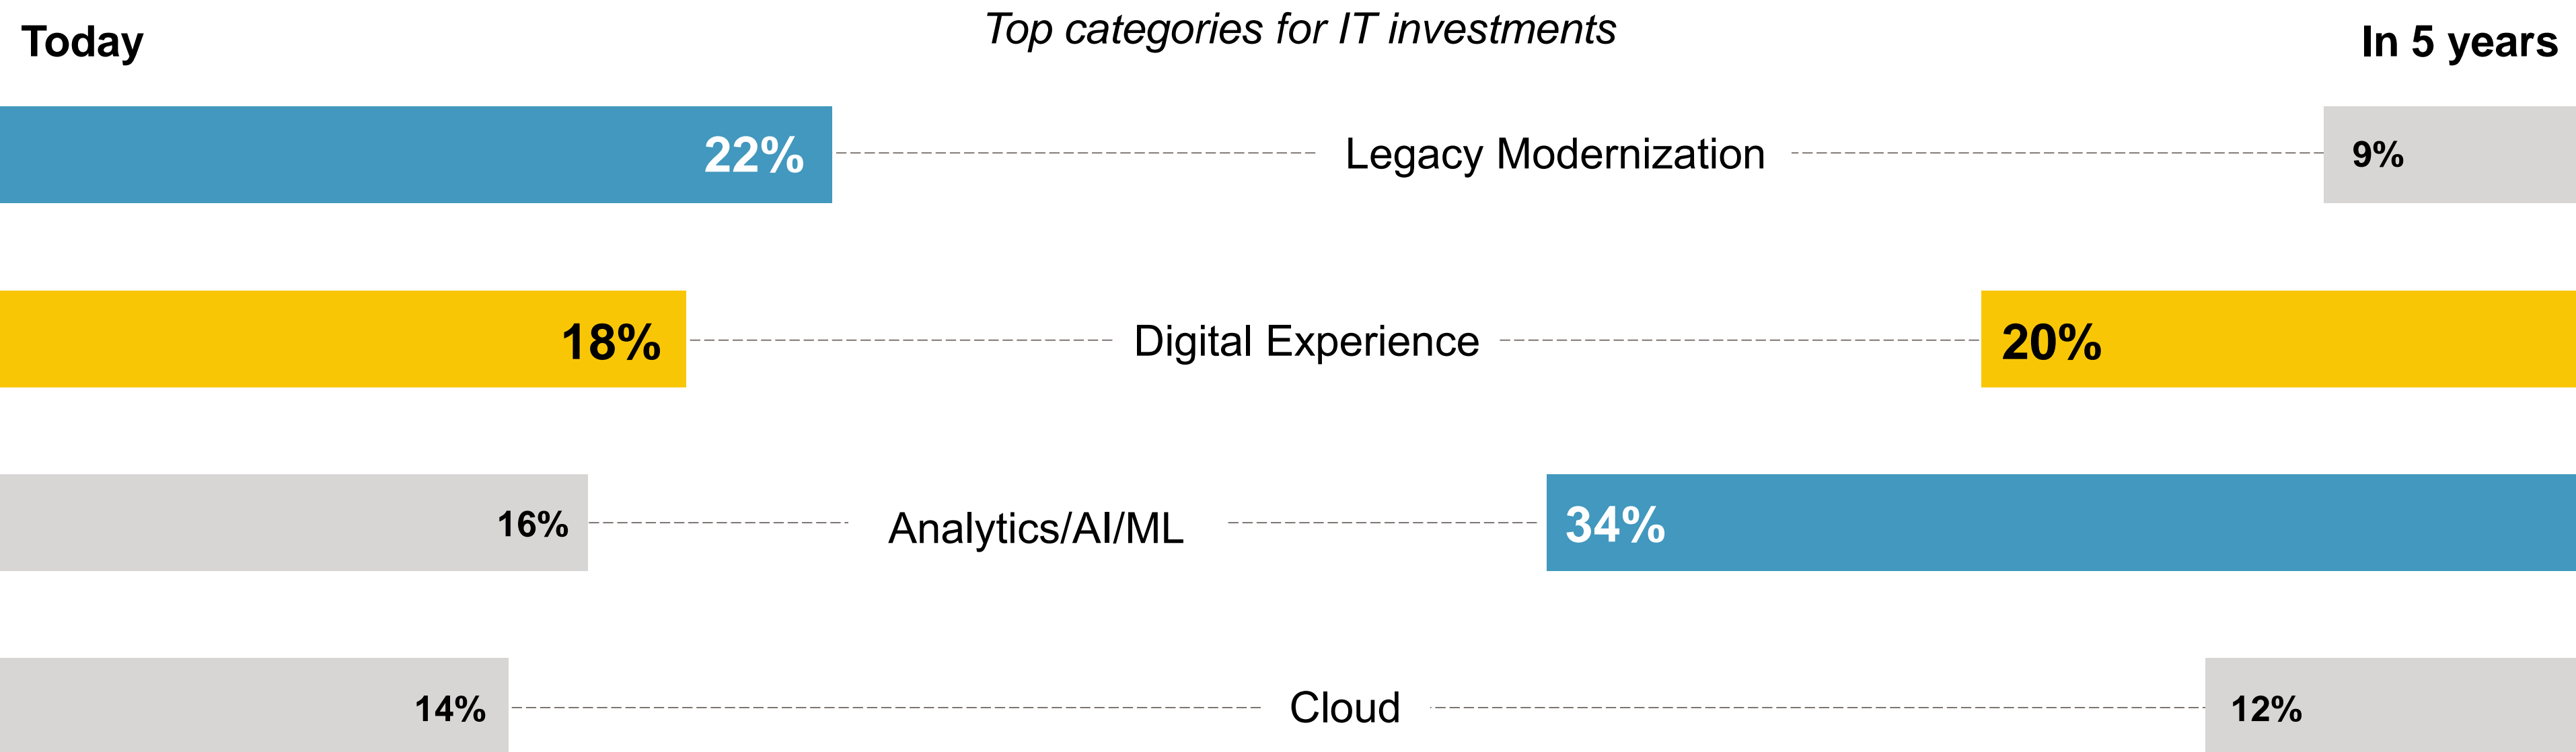 Today
Top categories for IT investments
In 5 years
22%
Legacy Modernization
9%
18%
Digital Experience
20%
16%
Analytics/AI/ML
34%
14%
Cloud
12%